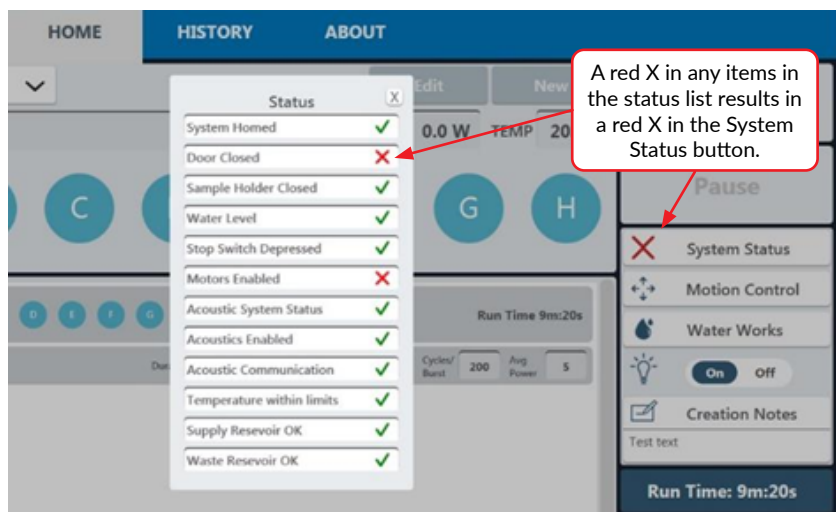 HOME HISTORY ABOUT
Edit New
A red X in any items in
the status list results in
a red X in the System
Status button.
Status X
System Homed
Door Closed
Sample Holder Closed
Water Level
Stop Switch Depressed
Motors Enabled
Acoustic System Status
Acoustics Enabled
Acoustic Communication
Temperature within limits
Supply Resevoir OK
Waste Resevoir OK
0.0 W TEMP 20
C G H
Pause
System Status
Motion Control
Water Works
On Off
Creation Notes
Test text
Run Time: 9m:20s
D E F G
Run Time 9m:20s
Cycles/
Burst 200
Avg
Power 5